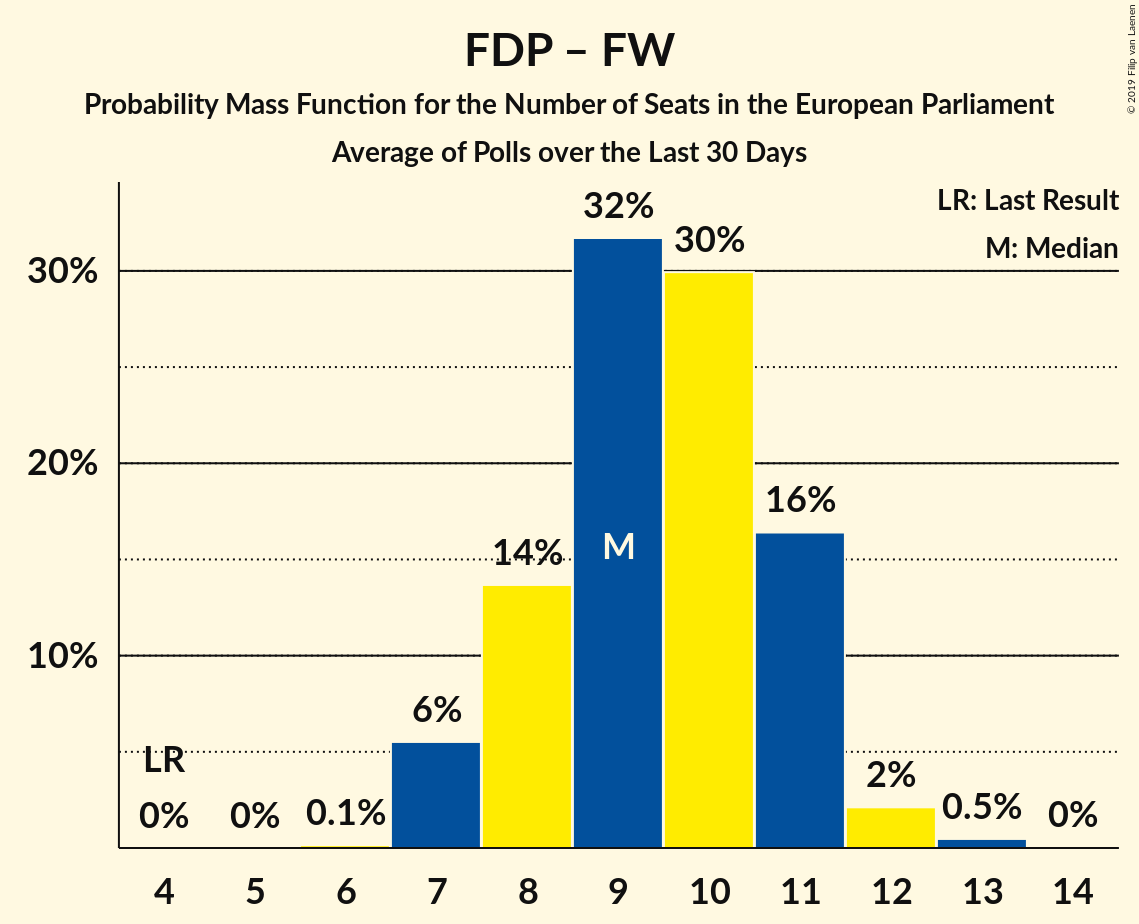 FDP – FW
Probability Mass Function for the Number of Seats in the European Parliament
Average of Polls over the Last 30 Days
© 2019 Filip van Laenen
LR: Last Result
M: Median
32%
30%
30%
20%
16%
14%
M
10%
6%
LR
2%
0%
0%
0.1%
0.5%
0%
4 5 6 7 8 9 10 11 12 13 14